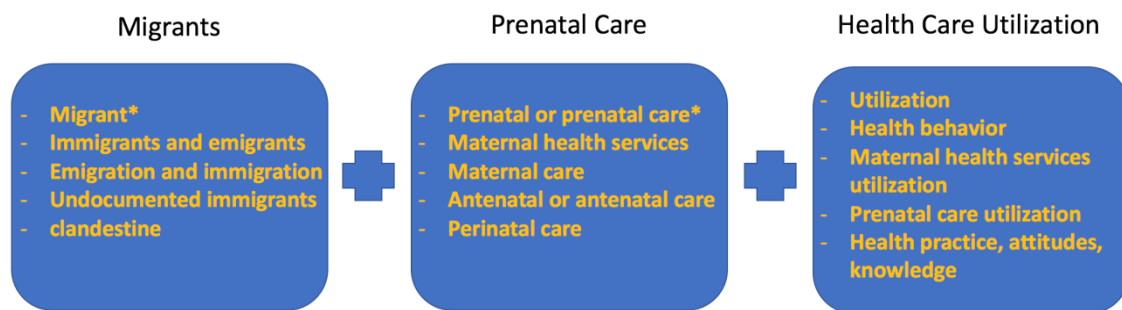 Migrants
- Migrant*
- Immigrants and emigrants
- Emigration and immigration
- Undocumented immigrants
- clandestine
Prenatal Care
- Prenatal or prenatal care*
- Maternal health services
- Maternal care
- Antenatal or antenatal care
- Perinatal care
Health Care Utilization
- Utilization
- Health behavior
- Maternal health services
utilization
- Prenatal care utilization
- Health practice, attitudes,
knowledge